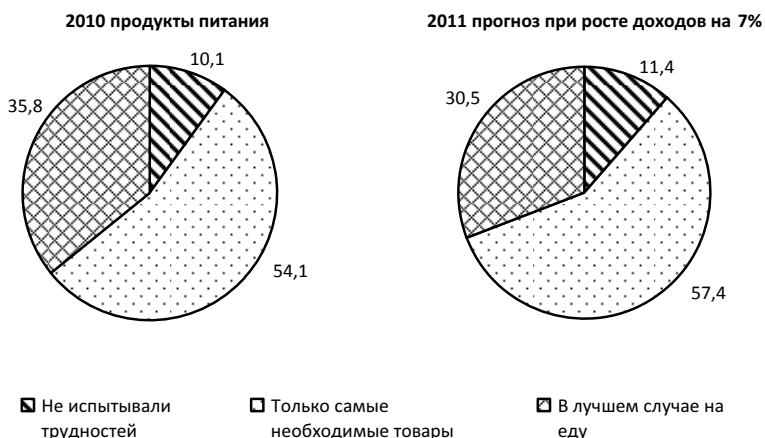 2010 продукты питания
10,1
35,8
54,1
2011 прогноз при росте доходов на 7%
11,4
30,5
57,4
Не испытывали
трудностей
Только самые
необходимые товары
В лучшем случае на
еду